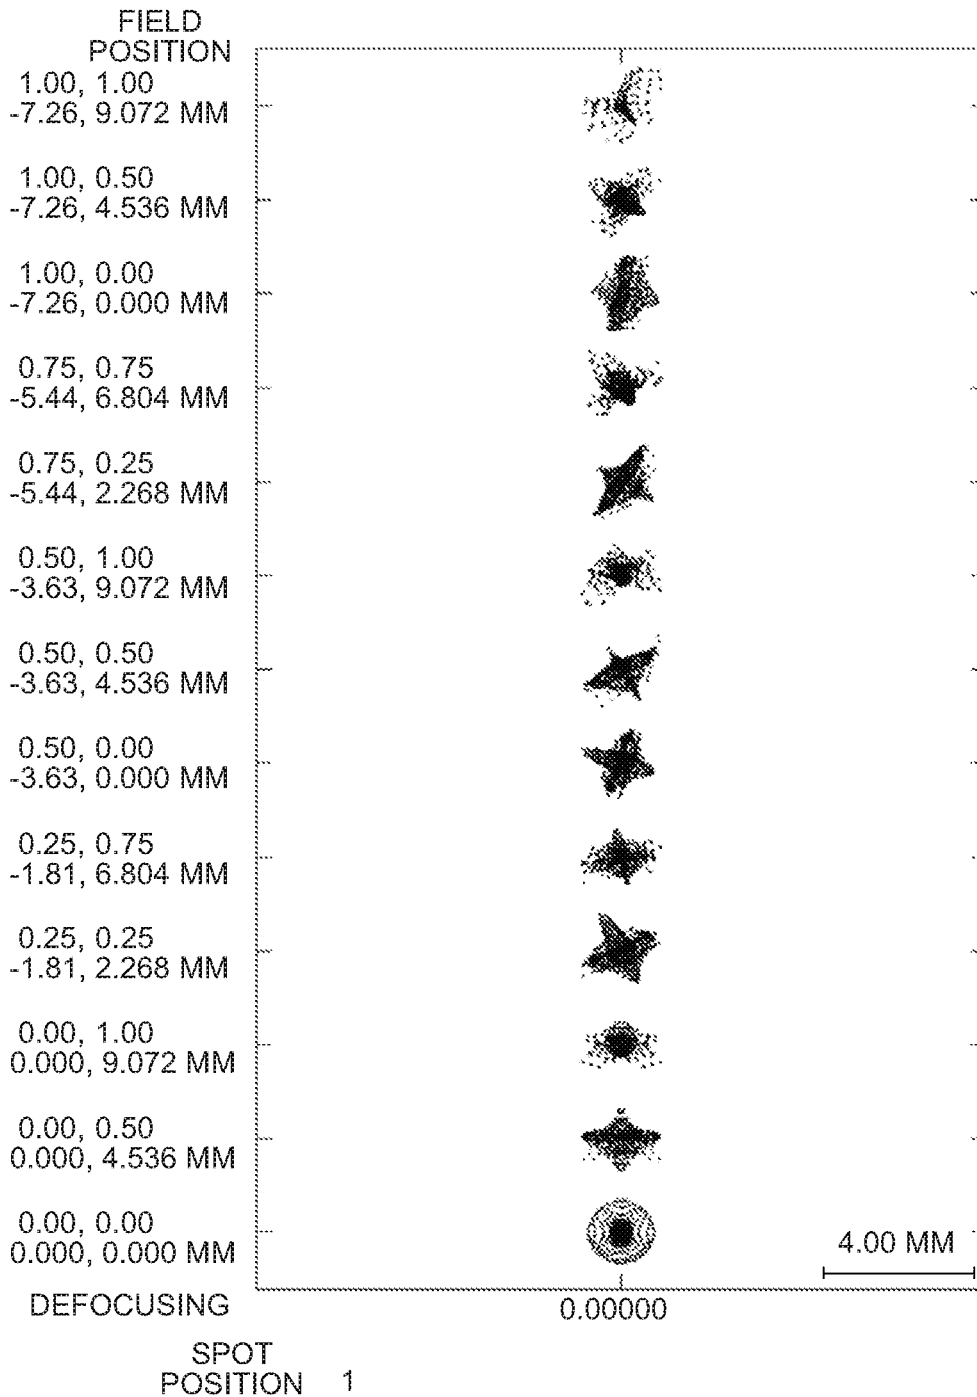 FIELD
POSITION
1.00, 1.00
-7.26, 9.072 MM
1.00, 0.50
-7.26, 4.536 MM
1.00, 0.00
-7.26, 0.000 MM
0.75, 0.75
-5.44, 6.804 MM
0.75, 0.25
-5.44, 2.268 MM
0.50, 1.00
-3.63, 9.072 MM
0.50, 0.50
-3.63, 4.536 MM
0.50, 0.00
-3.63, 0.000 MM
0.25, 0.75
-1.81, 6.804 MM
0.25, 0.25
-1.81, 2.268 MM
0.00, 1.00
0.000, 9.072 MM
0.00, 0.50
0.000, 4.536 MM
0.00, 0.00
0.000, 0.000 MM
4.00 MM
DEFOCUSING 0.00000
SPOT
POSITION 1